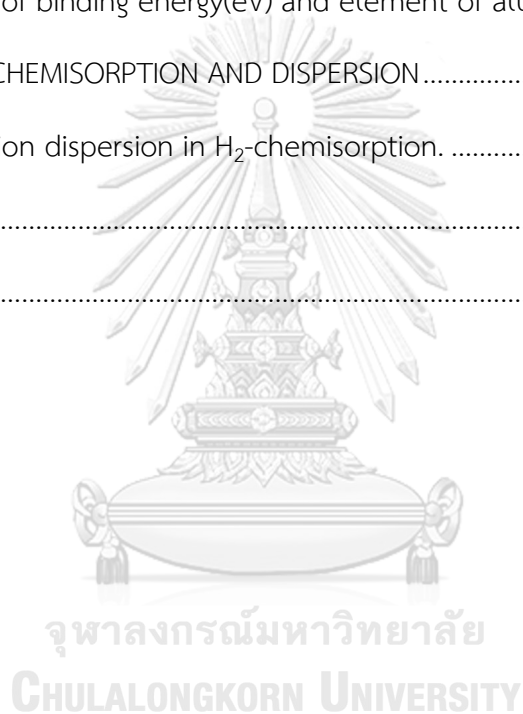 of binding energy(eV) and element of
CHEMISORPTION AND DISPERSION...............
ion dispersion in H₂-chemisorption. ...........
................................................................................
................................................................................
จุฬาลงกรณ์มหาวิทยาลัย
CHULALONGKORN UNIVERSITY